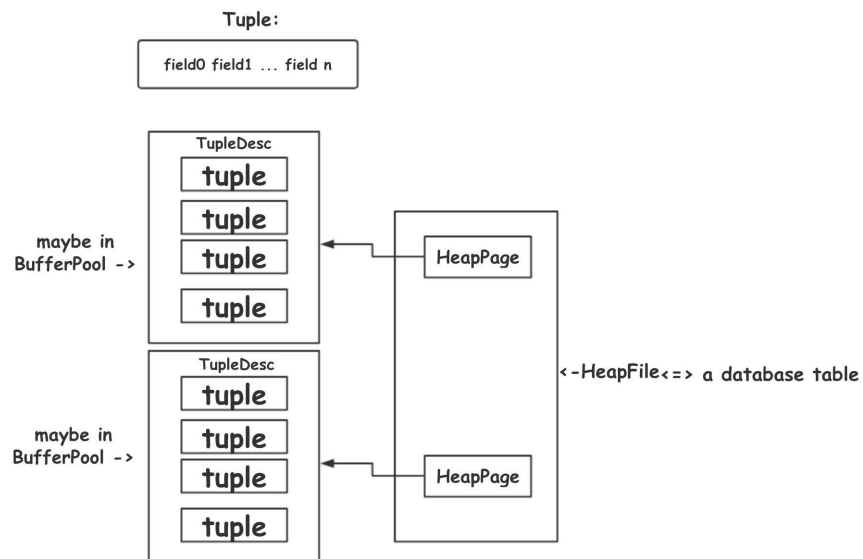 Tuple:
field0 field1 ... field n
TupleDesc
tuple
tuple
tuple
tuple
maybe in
BufferPool ->
HeapPage
<-HeapFile<=> a database table
TupleDesc
tuple
tuple
tuple
tuple
maybe in
BufferPool ->
HeapPage